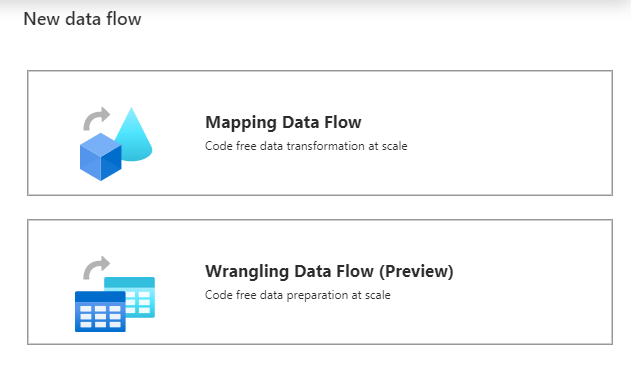 New data flow
Mapping Data Flow
Code free data transformation at scale
Wrangling Data Flow (Preview)
Code free data preparation at scale